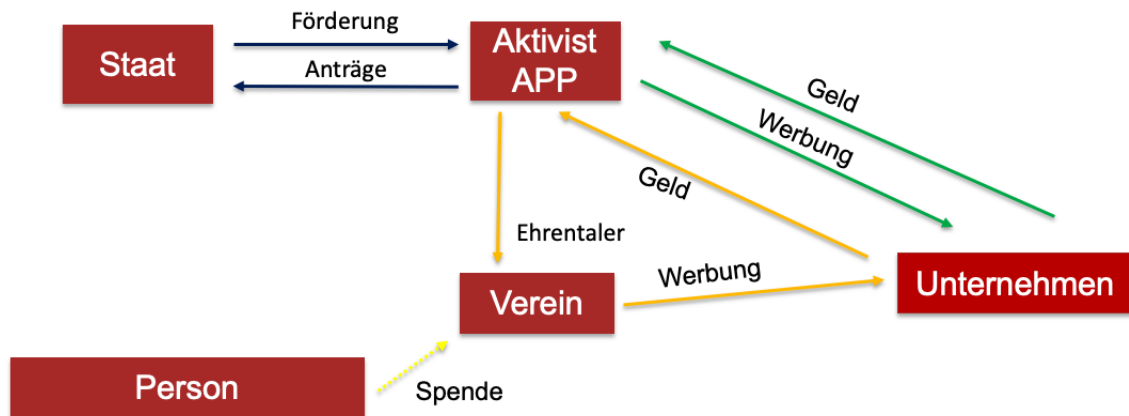 Förderung
Staat
Anträge
Aktivist
APP
Geld
Werbung
Geld
Ehrentaler
Werbung
Unternehmen
Verein
Person
Spende